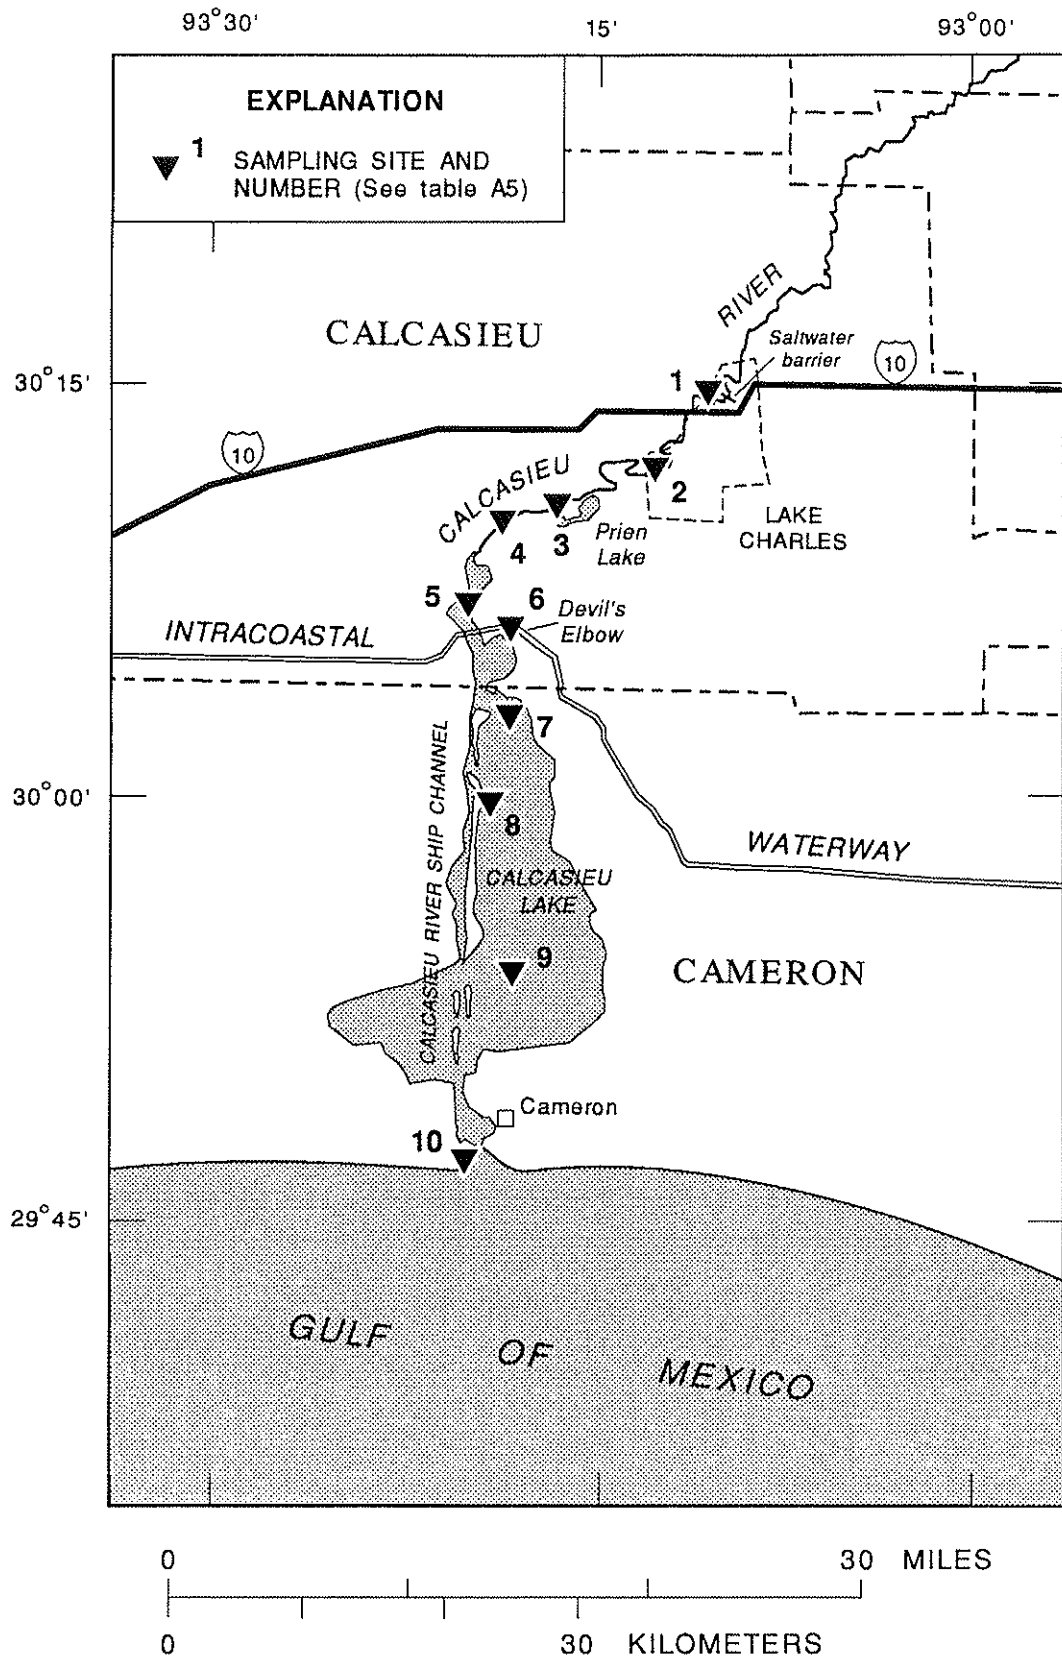 93°30' 15' 93°00'
EXPLANATION
1 SAMPLING SITE AND
NUMBER (See table A5)
RIVER
CALCASIEU
Saltwater
barrier
10
30°15'
1
10
CALCASIEU
2
LAKE
CHARLES
3
Prien
Lake
4
5
6
Devil's
Elbow
INTRACOASTAL
7
CALCASIEU RIVER SHIP CHANNEL
30°00'
8
WATERWAY
CALCASIEU
LAKE
9
CAMERON
Cameron
10
29°45'
GULF OF MEXICO
0 30 MILES
0 30 KILOMETERS